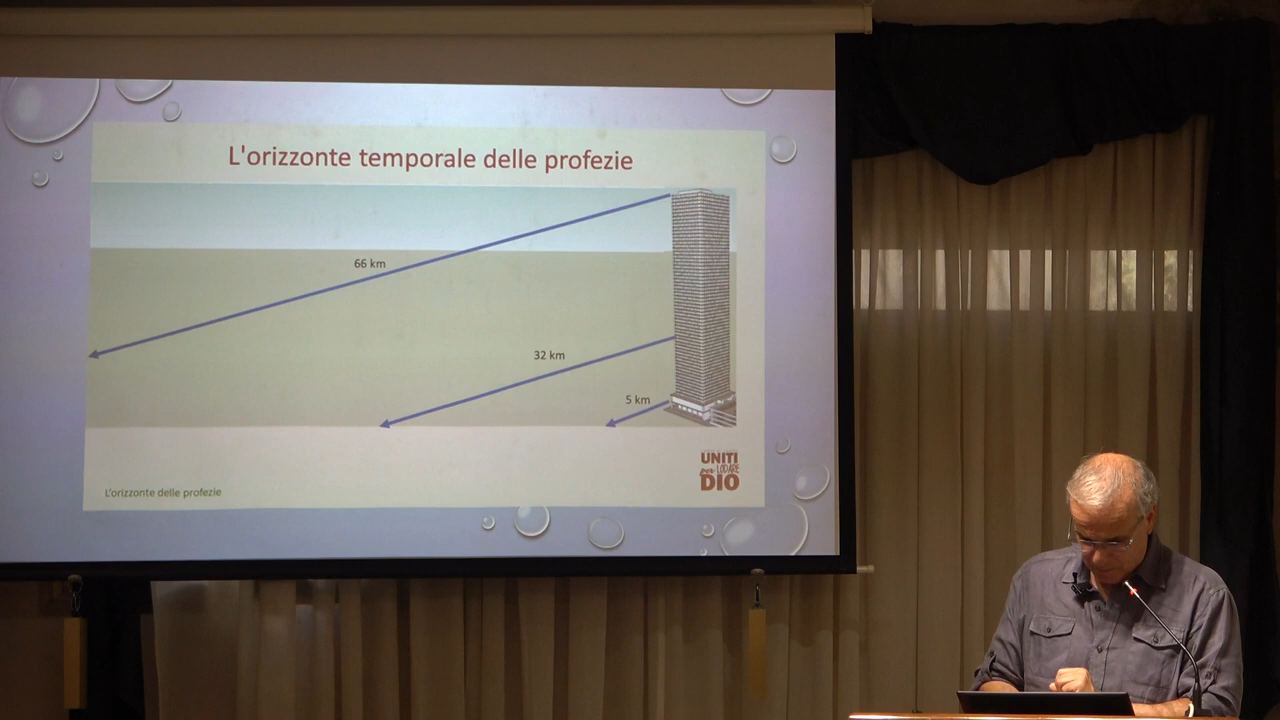 L'orizzonte temporale delle profezie
66 km
32 km
5 km
UNITI
per LODARE
DIO
L'orizzonte delle profezie